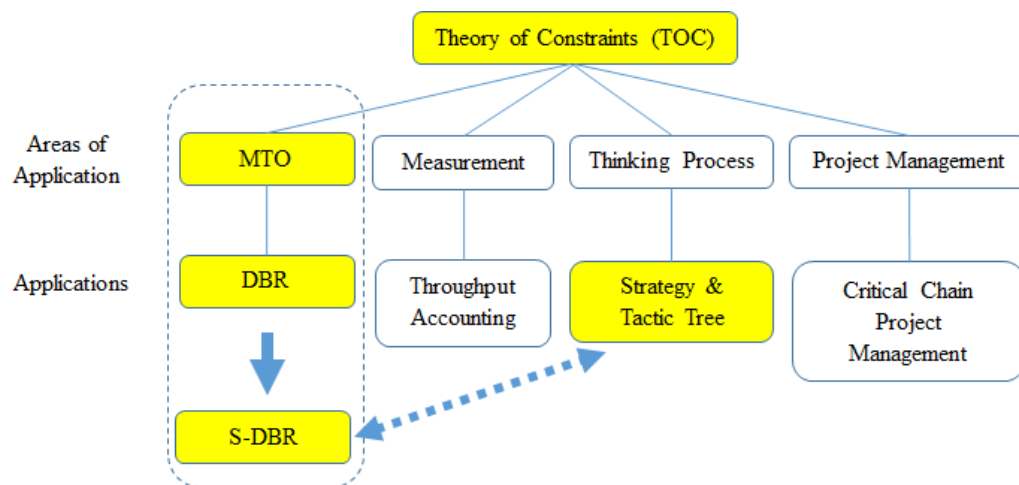 Theory of Constraints (TOC)
Areas of
Application
MTO
Measurement
Thinking Process
Project Management
Applications
DBR
Throughput
Accounting
Strategy &
Tactic Tree
Critical Chain
Project
Management
S-DBR